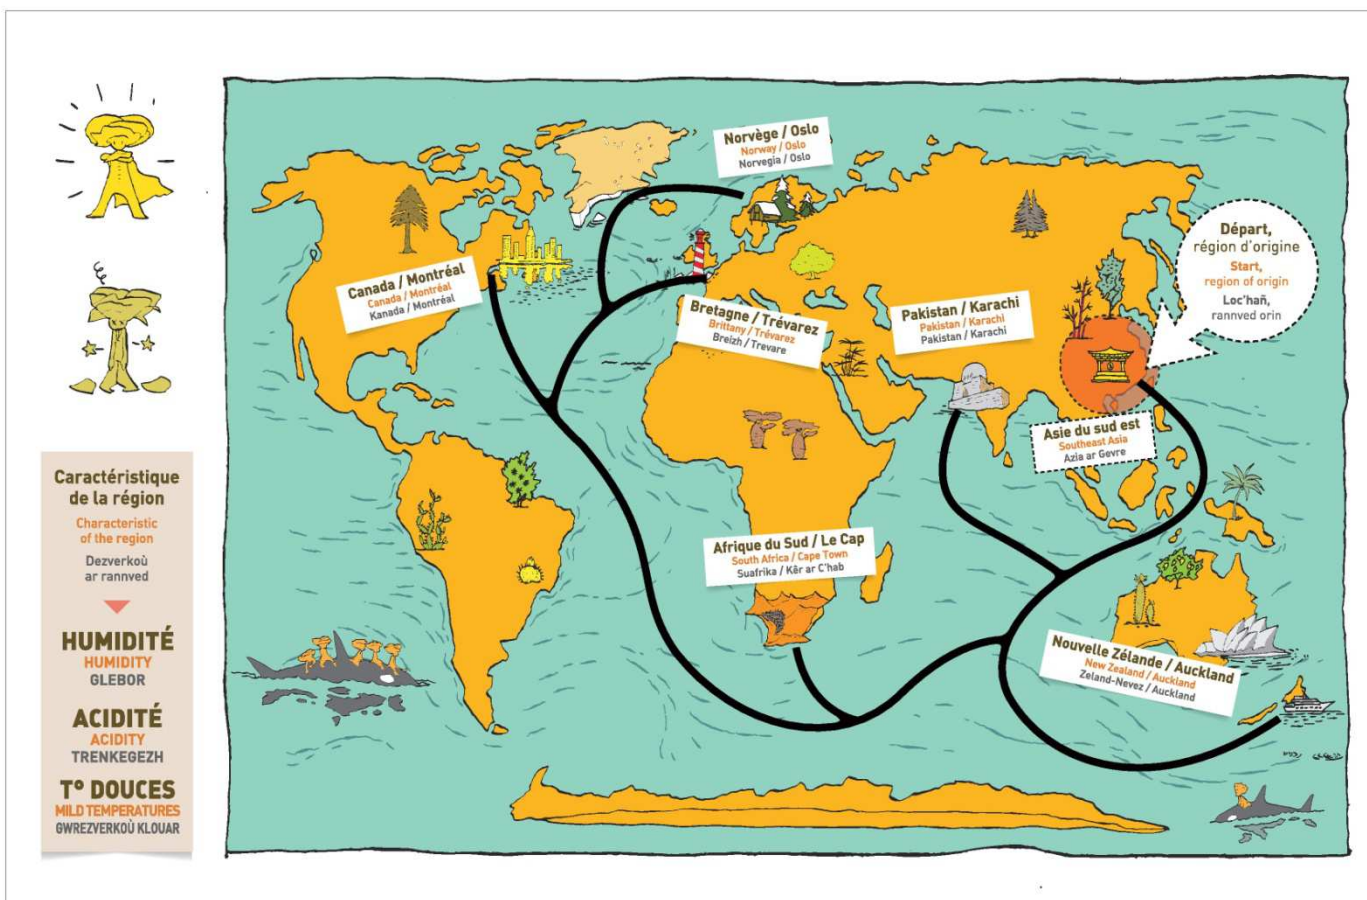 Norvège / Oslo
Norway / Oslo
Norvegia / Oslo
Départ,
région d'origine
Start,
region of origin
Loc'hañ,
rannved orin
Canada / Montréal
Canada / Montréal
Kanada / Montréal
Bretagne / Trévarez
Brittany / Trévarez
Breizh / Trevare
Pakistan / Karachi
Pakistan / Karachi
Pakistan / Karachi
Asie du sud est
Southeast Asia
Azia ar Gevre
Caractéristique
de la région
Characteristic
of the region
Dezverkoù
ar rannved
HUMIDITÉ
HUMIDITY
GLEBOR
ACIDITÉ
ACIDITY
TRENKEGEZH
T° DOUCES
MILD TEMPERATURES
GWREZVERKOÙ KLOUAR
Afrique du Sud / Le Cap
South Africa / Cape Town
Suafrika / Kêr ar C'hab
Nouvelle Zélande / Auckland
New Zealand / Auckland
Zeland-Nevez / Auckland